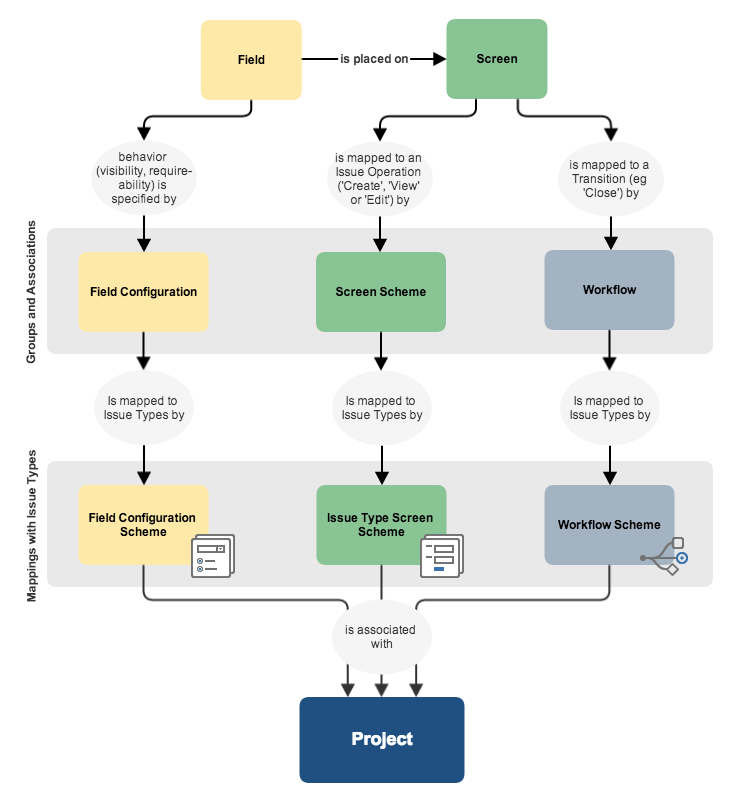 Field
is placed on
Screen
behavior
(visibility, require-
ability) is
specified by
is mapped to an
Issue Operation
('Create', 'View'
or 'Edit') by
is mapped to a
Transition (eg
'Close') by
Groups and Associations
Field Configuration
Screen Scheme
Workflow
Is mapped to
Issue Types by
Is mapped to
Issue Types by
Is mapped to
Issue Types by
Mappings with Issue Types
Field Configuration
Scheme
Issue Type Screen
Scheme
Workflow Scheme
is associated
with
Project